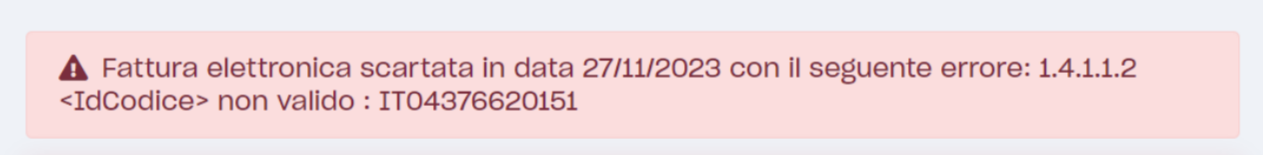 Fattura elettronica scartata in data 27/11/2023 con il seguente errore: 1.4.1.1.2
<IdCodice> non valido : IT04376620151